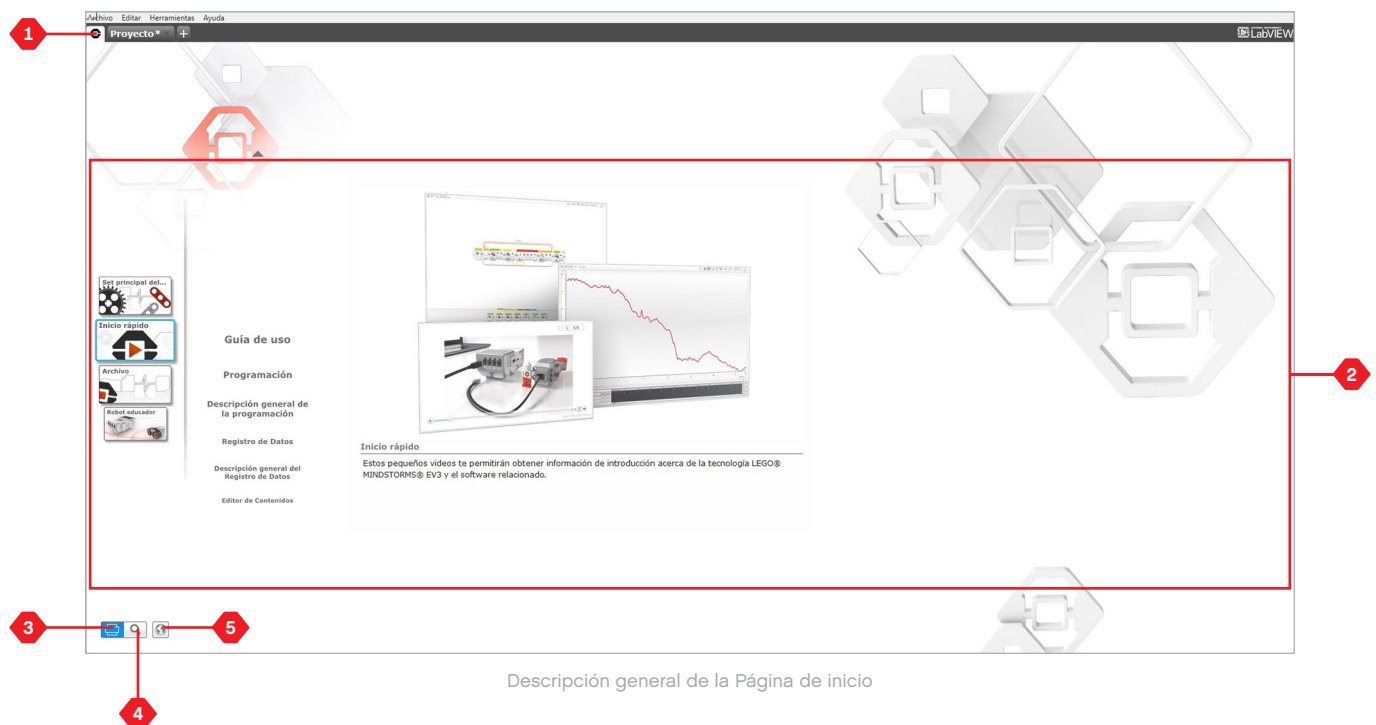 Archivo Editar Herramientas Ayuda
1
Proyecto* +
LabVIEW
Set principal del...
Inicio rápido
Archivo
Robot educador
Guía de uso
Programación
Descripción general de
la programación
Registro de Datos
Descripción general del
Registro de Datos
Editor de Contenidos
Inicio rápido
Estos pequeños videos te permitirán obtener información de introducción acerca de la tecnología LEGO®
MINDSTORMS® EV3 y el software relacionado.
2
3
5
4
Descripción general de la Página de inicio